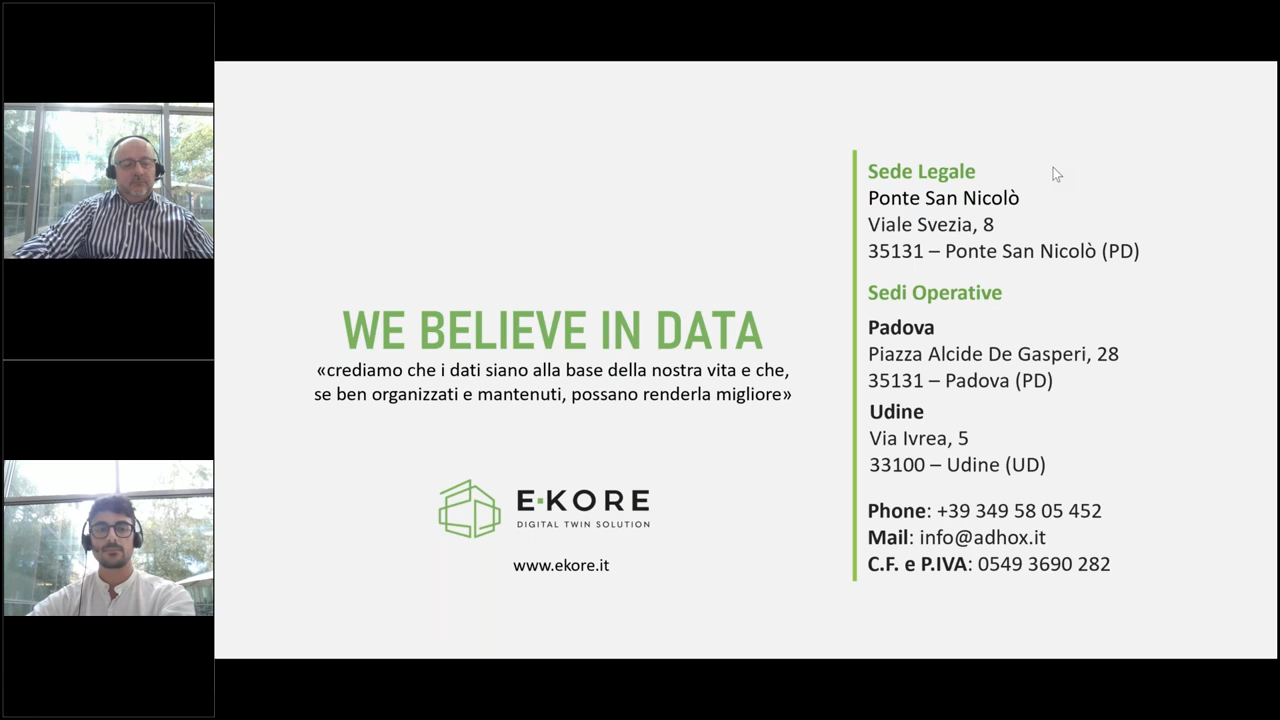 WE BELIEVE IN DATA
«crediamo che i dati siano alla base della nostra vita e che,
se ben organizzati e mantenuti, possano renderla migliore»
E·KORE
DIGITAL TWIN SOLUTION
www.ekore.it
Sede Legale
Ponte San Nicolò
Viale Svezia, 8
35131 – Ponte San Nicolò (PD)
Sedi Operative
Padova
Piazza Alcide De Gasperi, 28
35131 – Padova (PD)
Udine
Via Ivrea, 5
33100 – Udine (UD)
Phone: +39 349 58 05 452
Mail: info@adhox.it
C.F. e P.IVA: 0549 3690 282